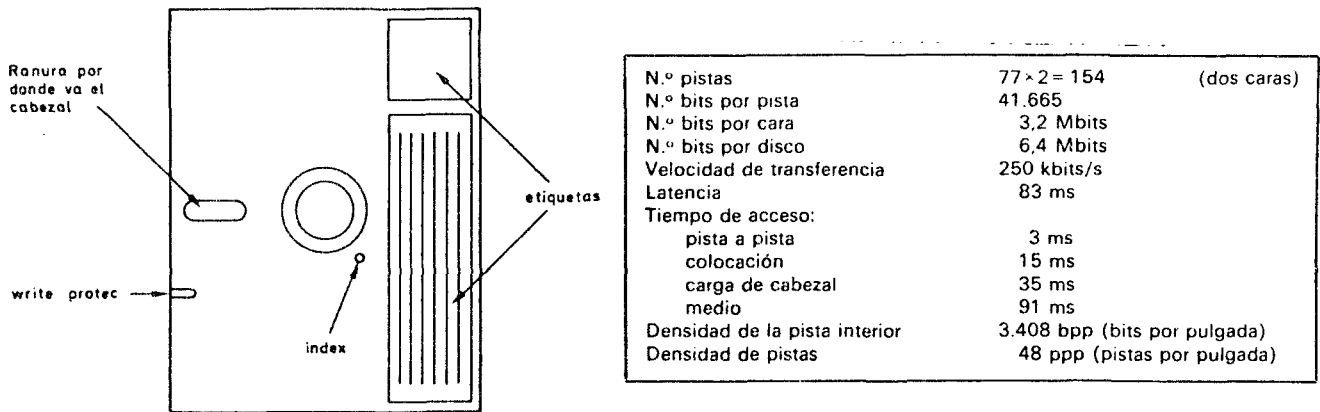 Ranura por
donde va el
cabezal
etiquetas
write protec
index
N.º pistas 77 × 2 = 154 (dos caras)
N.º bits por pista 41.665
N.º bits por cara 3,2 Mbits
N.º bits por disco 6,4 Mbits
Velocidad de transferencia 250 kbits/s
Latencia 83 ms
Tiempo de acceso:
pista a pista 3 ms
colocación 15 ms
carga de cabezal 35 ms
medio 91 ms
Densidad de la pista interior 3.408 bpp (bits por pulgada)
Densidad de pistas 48 ppp (pistas por pulgada)